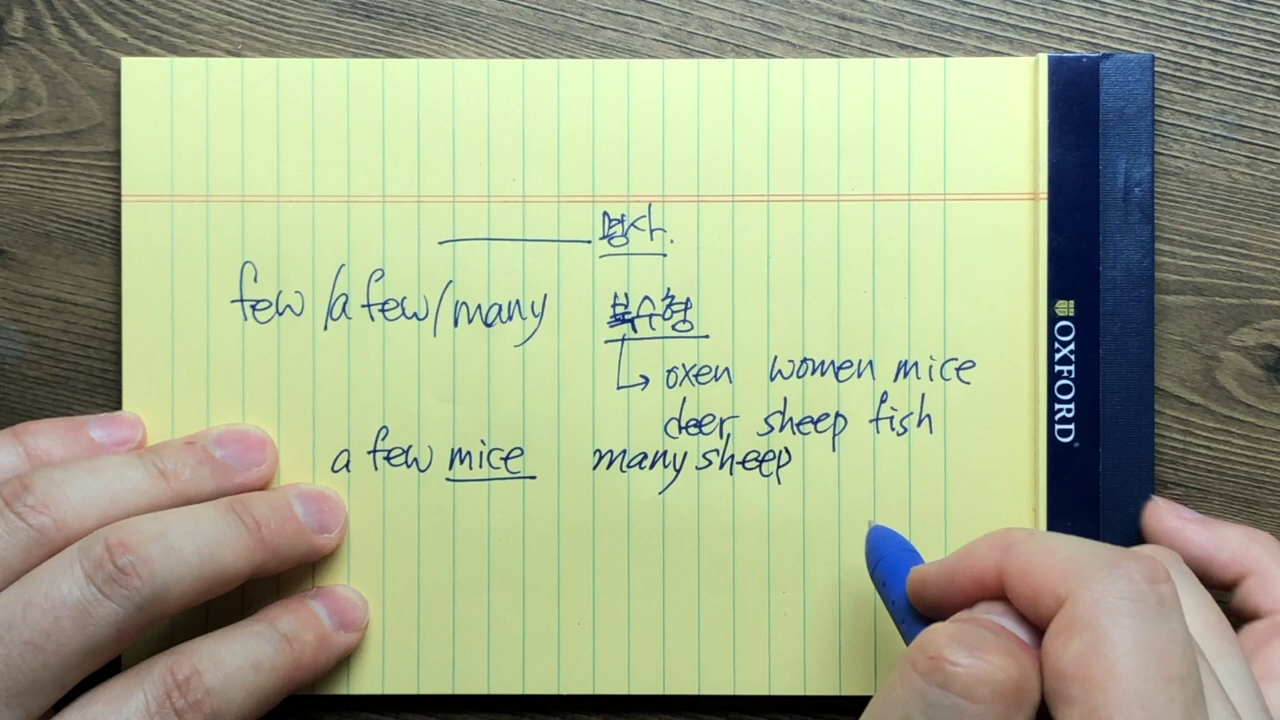 명사.
few /a few/many 복수형
oxen women mice
deer sheep fish
a few mice many sheep
OXFORD